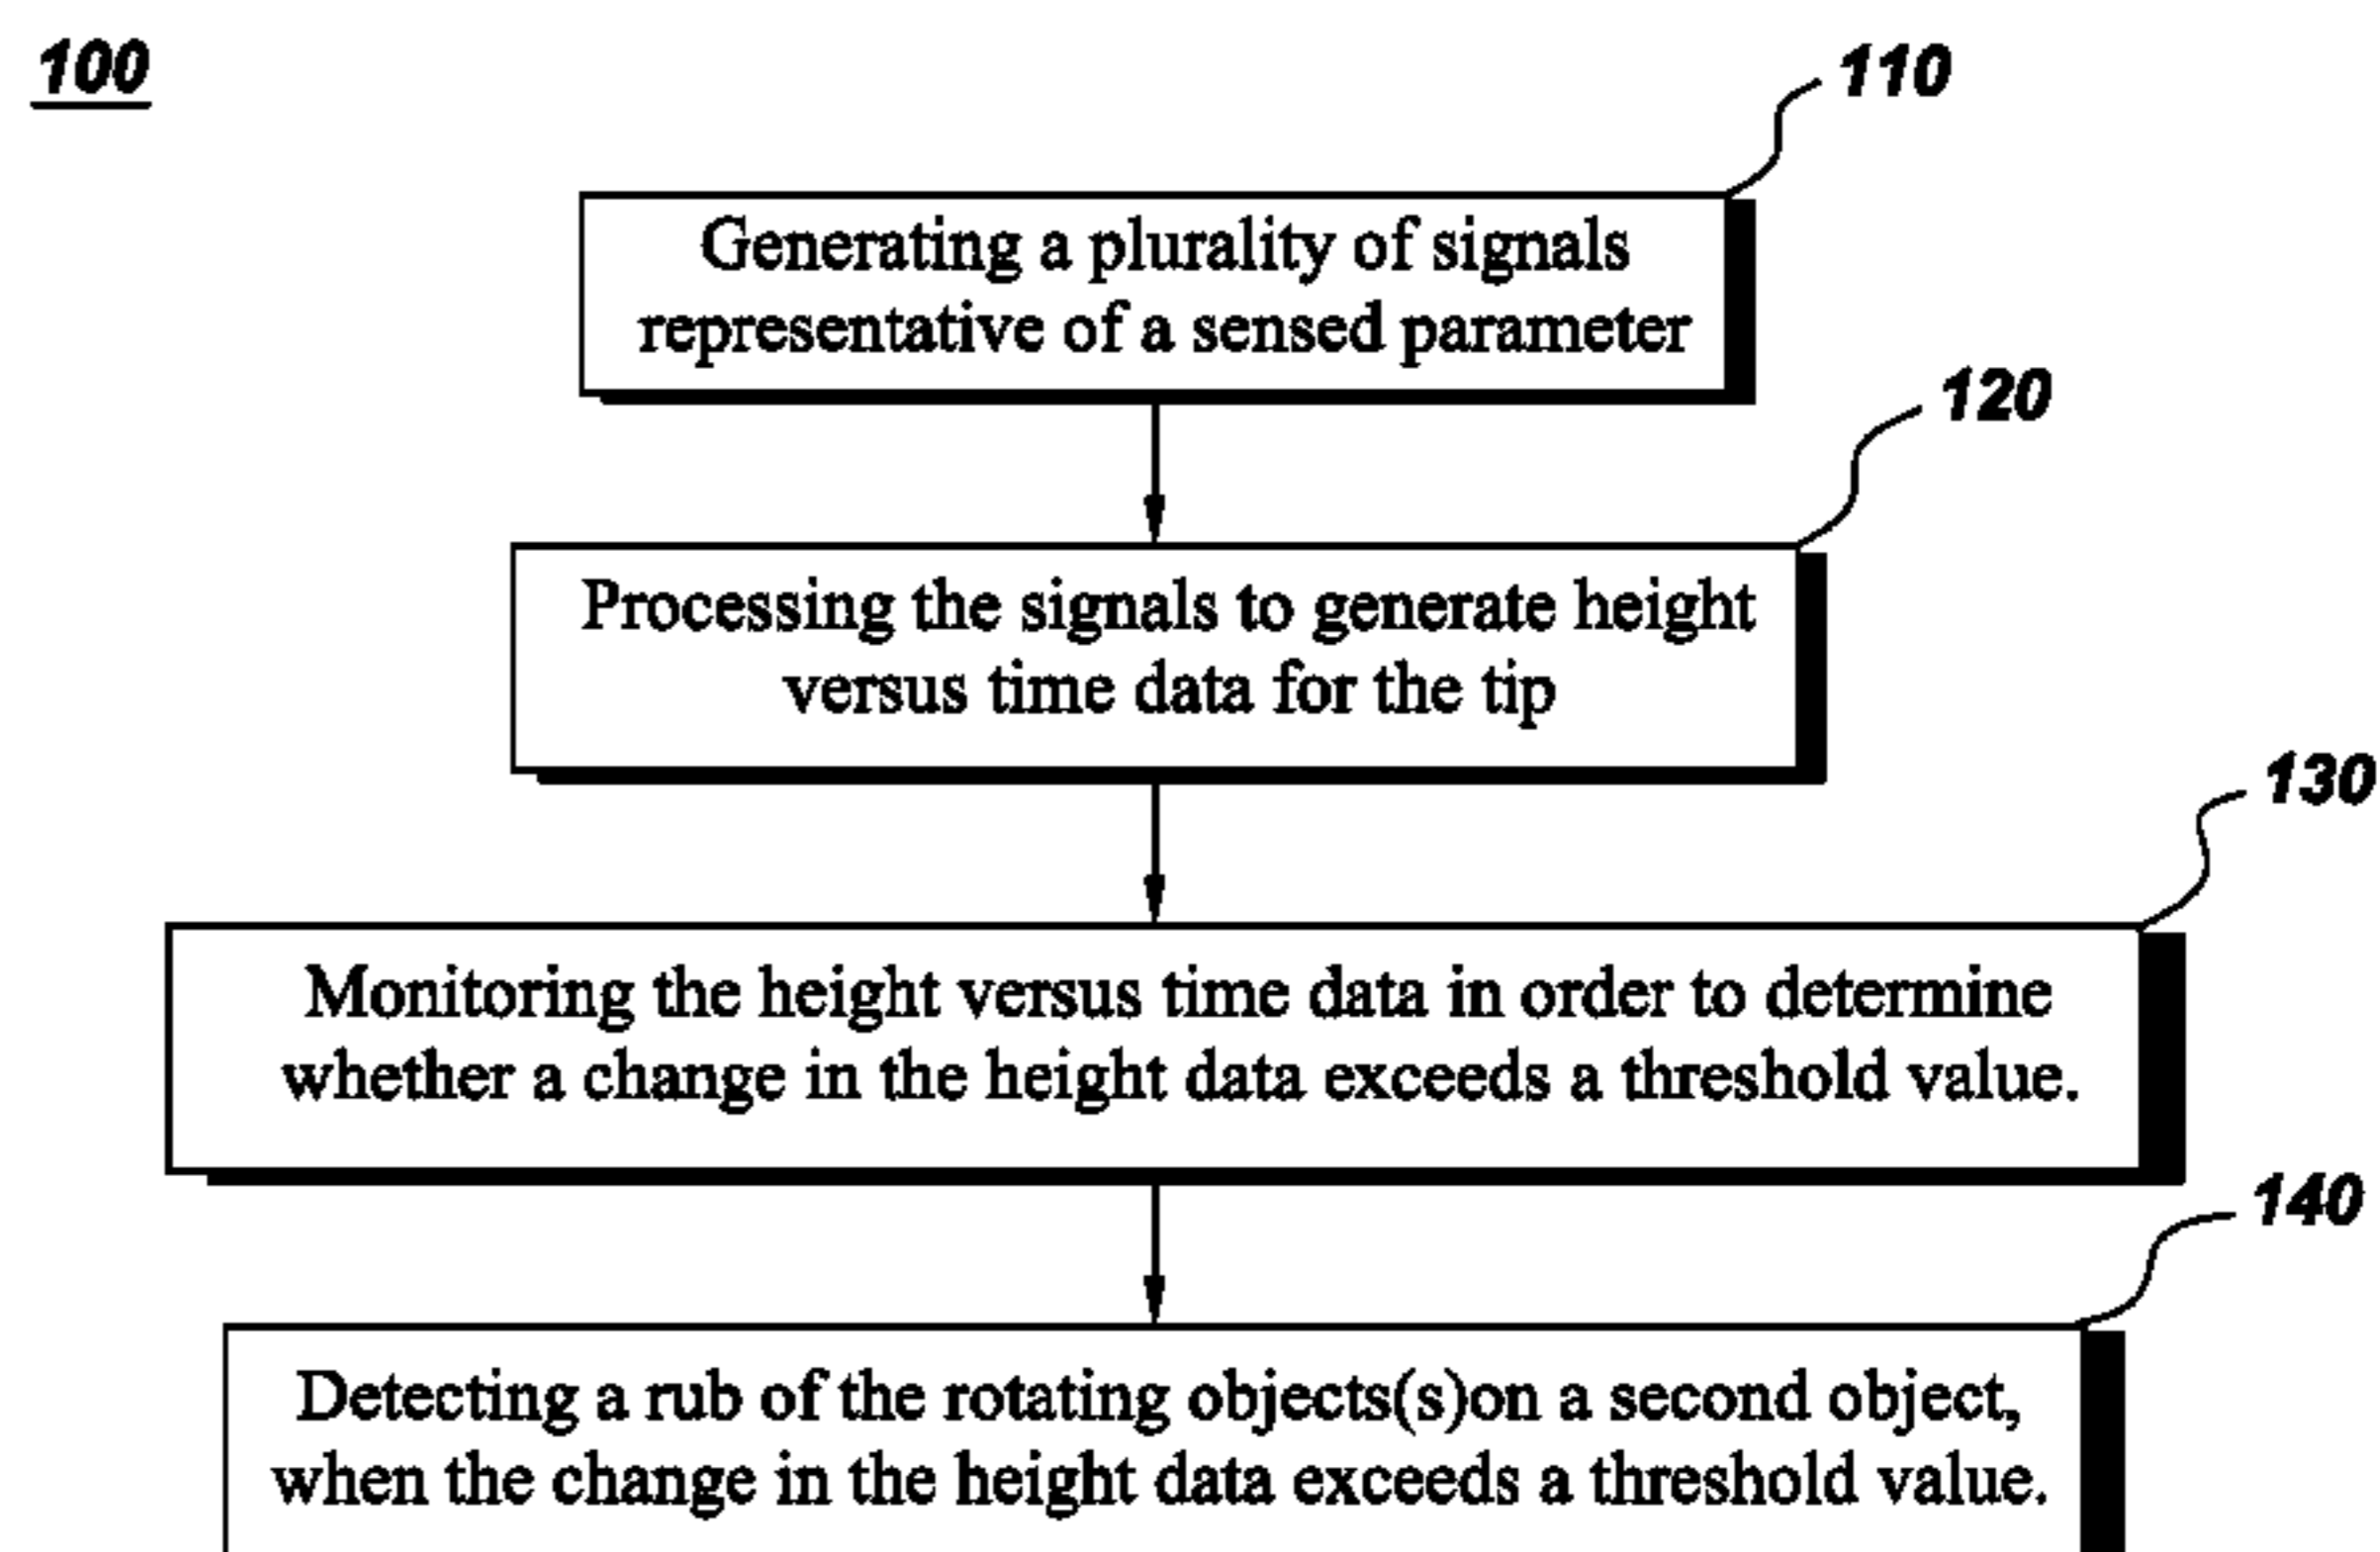 100
110
Generating a plurality of signals
representative of a sensed parameter
120
Processing the signals to generate height
versus time data for the tip
130
Monitoring the height versus time data in order to determine
whether a change in the height data exceeds a threshold value.
140
Detecting a rub of the rotating objects(s)on a second object,
when the change in the height data exceeds a threshold value.